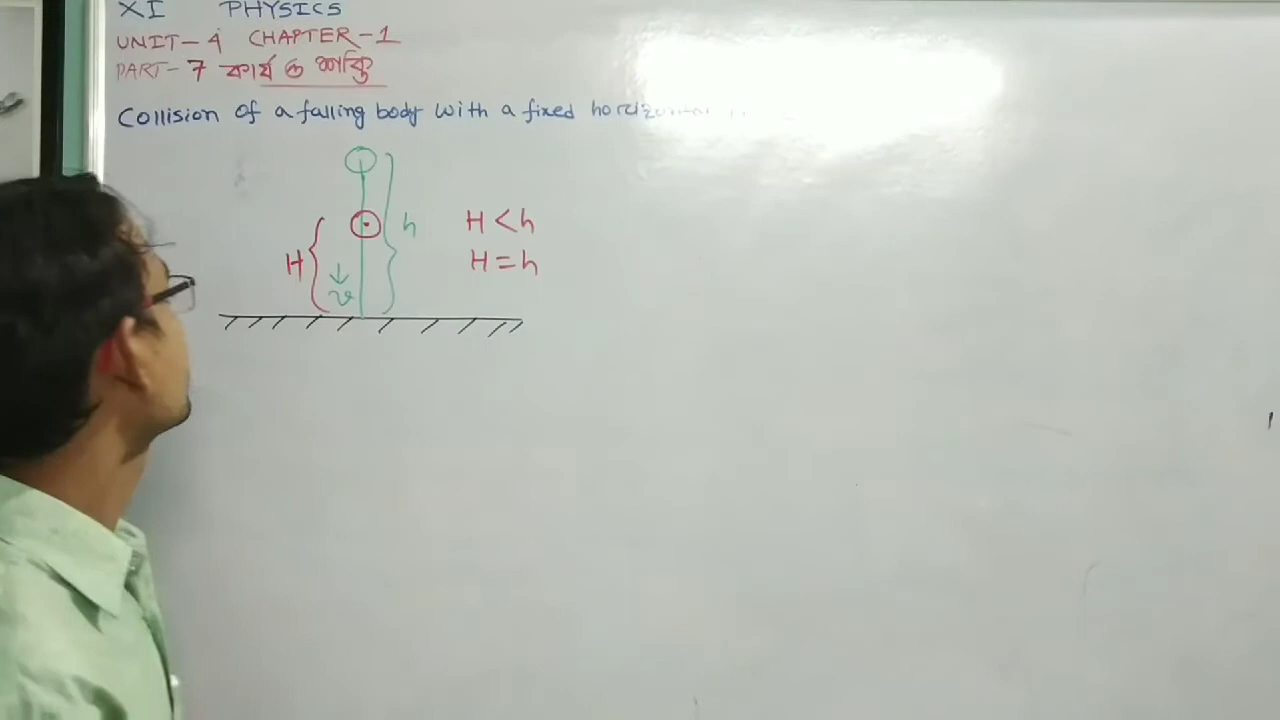 XI PHYSICS
UNIT-4 CHAPTER-1
PART-7 কার্য ও শক্তি
Collision of a falling body with a fixed horizontal
h
H < h
H
H = h
v